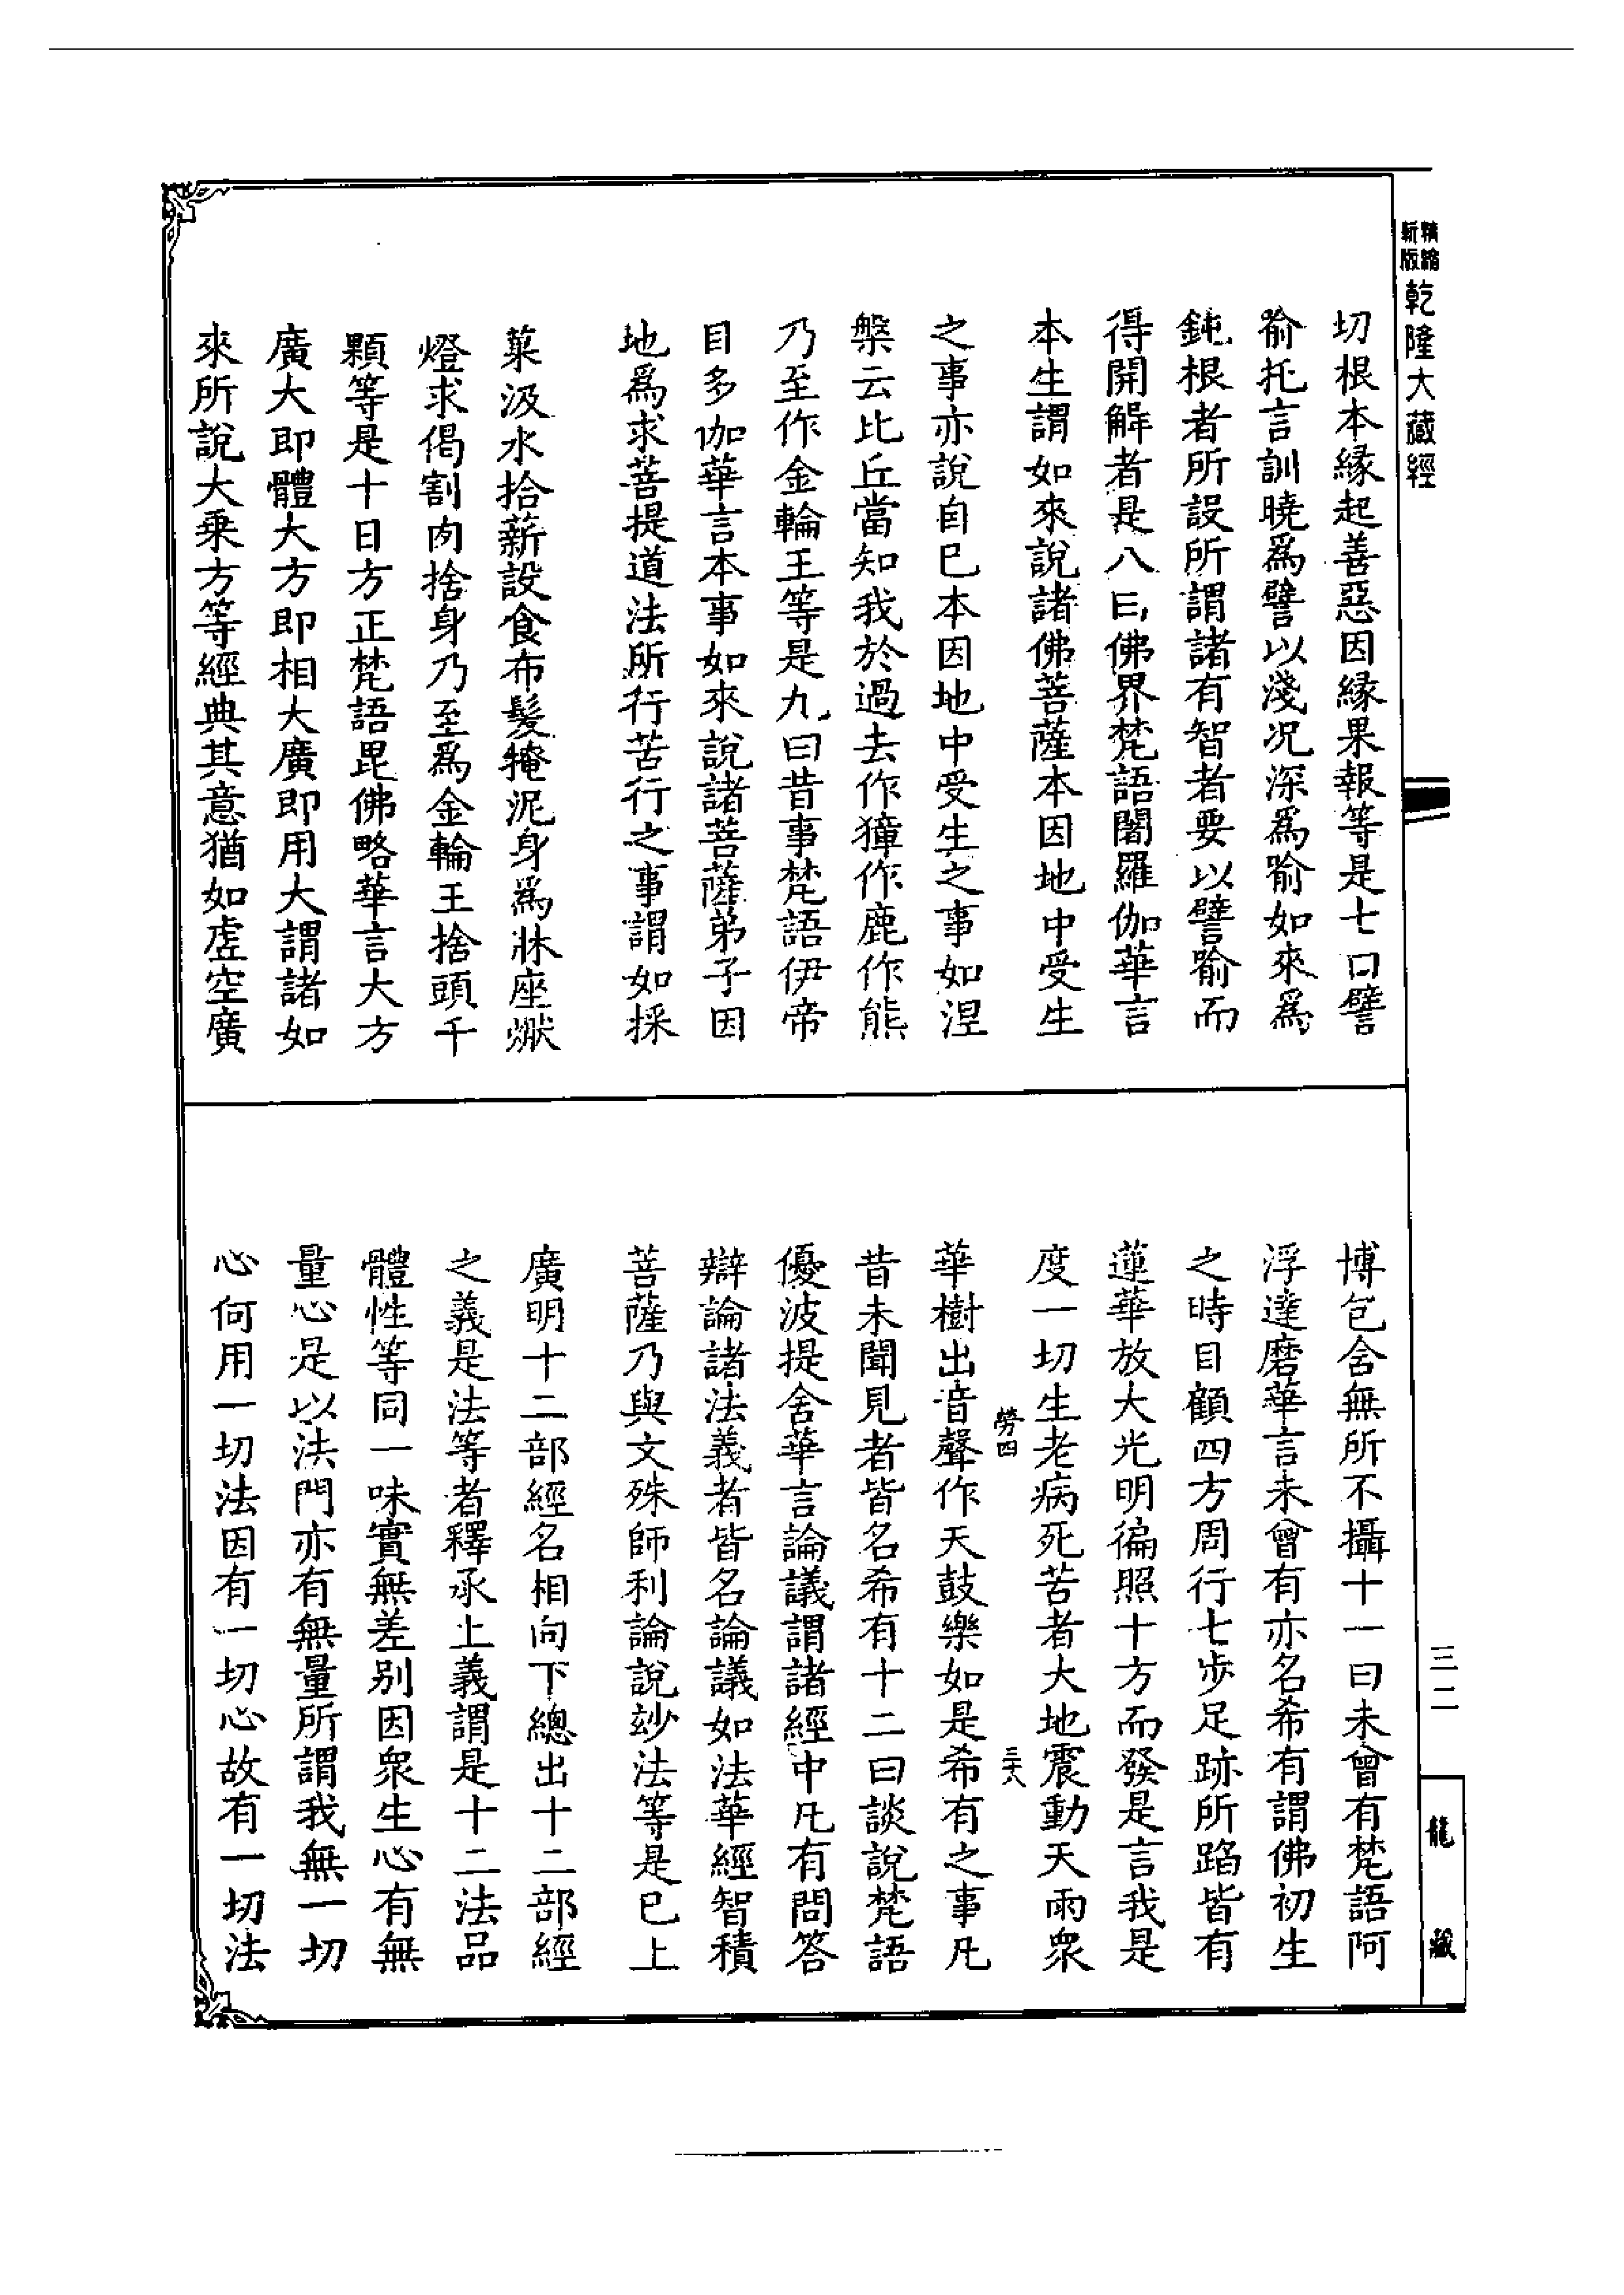 精縮新版
乾隆大藏經
切根本緣起善惡因緣果報等是七曰譬
喻托言訓曉爲譬以淺況深爲喻如來爲
鈍根者所設所謂諸有智者要以譬喻而
得開解者是八曰佛界梵語闍羅伽華言
本生謂如來說諸佛菩薩本因地中受生
之事亦說自已本因地中受生之事如涅
槃云比丘當知我於過去作獐作鹿作熊
乃至作金輪王等是九曰昔事梵語伊帝
目多伽華言本事如來說諸菩薩弟子因
地爲求菩提道法所行苦行之事謂如採
菓汲水拾薪設食布髮掩泥身爲牀座燃
燈求偈割肉捨身乃至爲金輪王捨頭千
顆等是十曰方正梵語毘佛略華言大方
廣大即體大方即相大廣即用大謂諸如
來所說大乘方等經典其意猶如虛空廣
博包含無所不攝十一曰未曾有梵語阿
浮達磨華言未曾有亦名希有謂佛初生
之時目顧四方周行七步足跡所蹈皆有
蓮華放大光明徧照十方而發是言我是
度一切生老病死苦者大地震動天雨衆
勞四
三十八
華樹出音聲作天鼓樂如是希有之事凡
昔未聞見者皆名希有十二曰談說梵語
優波提舍華言論議謂諸經中凡有問答
辯論諸法義者皆名論議如法華經智積
菩薩乃與文殊師利論說玅法等是已上
廣明十二部經名相向下總出十二部經
之義是法等者釋承上義謂是十二法品
體性等同一味實無差別因衆生心有無
量心是以法門亦有無量所謂我無一切
心何用一切法因有一切心故有一切法
三二
龍藏